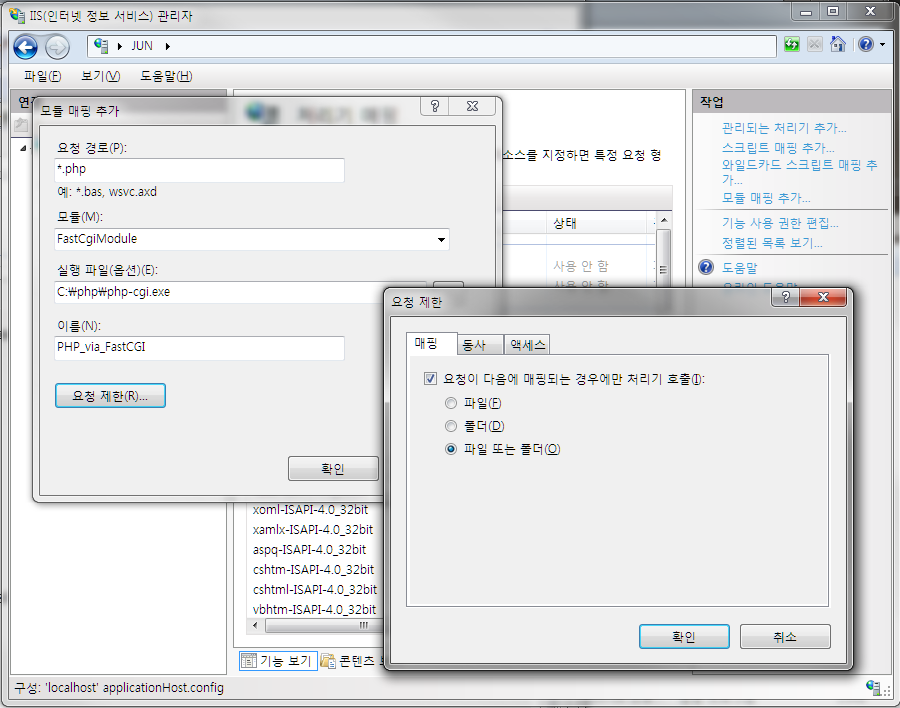 IIS(인터넷 정보 서비스) 관리자
JUN
파일(F) 보기(V) 도움말(H)
모듈 매핑 추가
요청 경로(P):
*.php
예: *.bas, wsvc.axd
모듈(M):
FastCgiModule
실행 파일(옵션)(E):
C:\php\php-cgi.exe
이름(N):
PHP_via_FastCGI
요청 제한(R)...
확인
처리기 매핑
소스를 지정하면 특정 요청 형
상태
사용 안 함
사용 안 함
xoml-ISAPI-4.0_32bit
xamlx-ISAPI-4.0_32bit
aspq-ISAPI-4.0_32bit
cshtm-ISAPI-4.0_32bit
cshtml-ISAPI-4.0_32bit
vbhtm-ISAPI-4.0_32bit
기능 보기 콘텐츠
작업
관리되는 처리기 추가...
스크립트 매핑 추가...
와일드카드 스크립트 매핑 추
가...
모듈 매핑 추가...
기능 사용 권한 편집...
정렬된 목록 보기...
도움말
요청 제한
매핑 동사 액세스
요청이 다음에 매핑되는 경우에만 처리기 호출(I):
파일(F)
폴더(D)
파일 또는 폴더(O)
확인 취소
구성: 'localhost' applicationHost.config